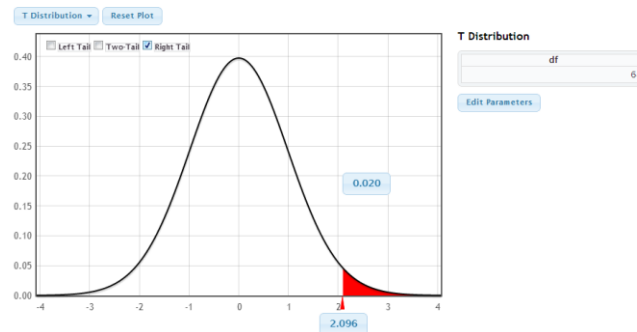 T Distribution Reset Plot
T Distribution
Left Tail Two-Tail Right Tail
df
6
Edit Parameters
0.40
0.35
0.30
0.25
0.20
0.15
0.10
0.05
0.00
0.020
-4 -3 -2 -1 0 1 2 3 4
2.096